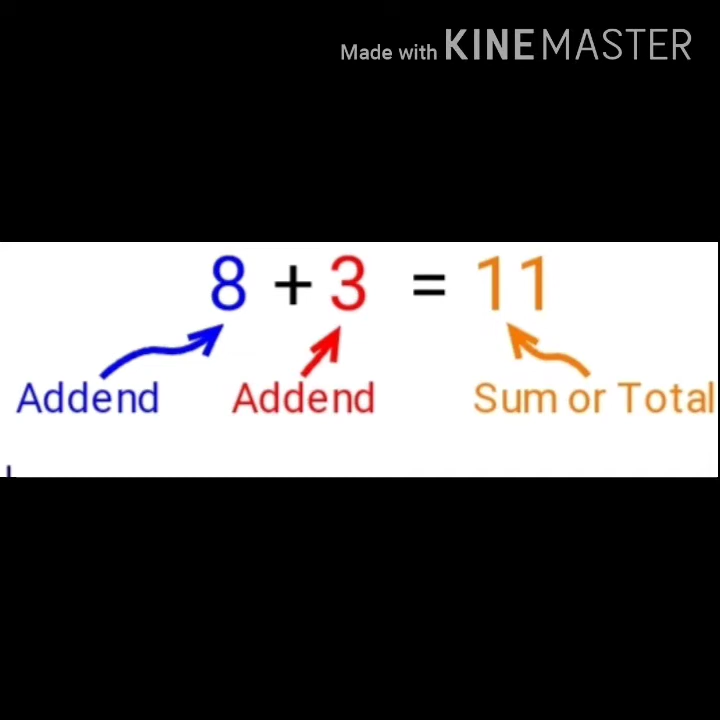 Made with KINEMASTER
8 + 3 = 11
Addend Addend Sum or Total